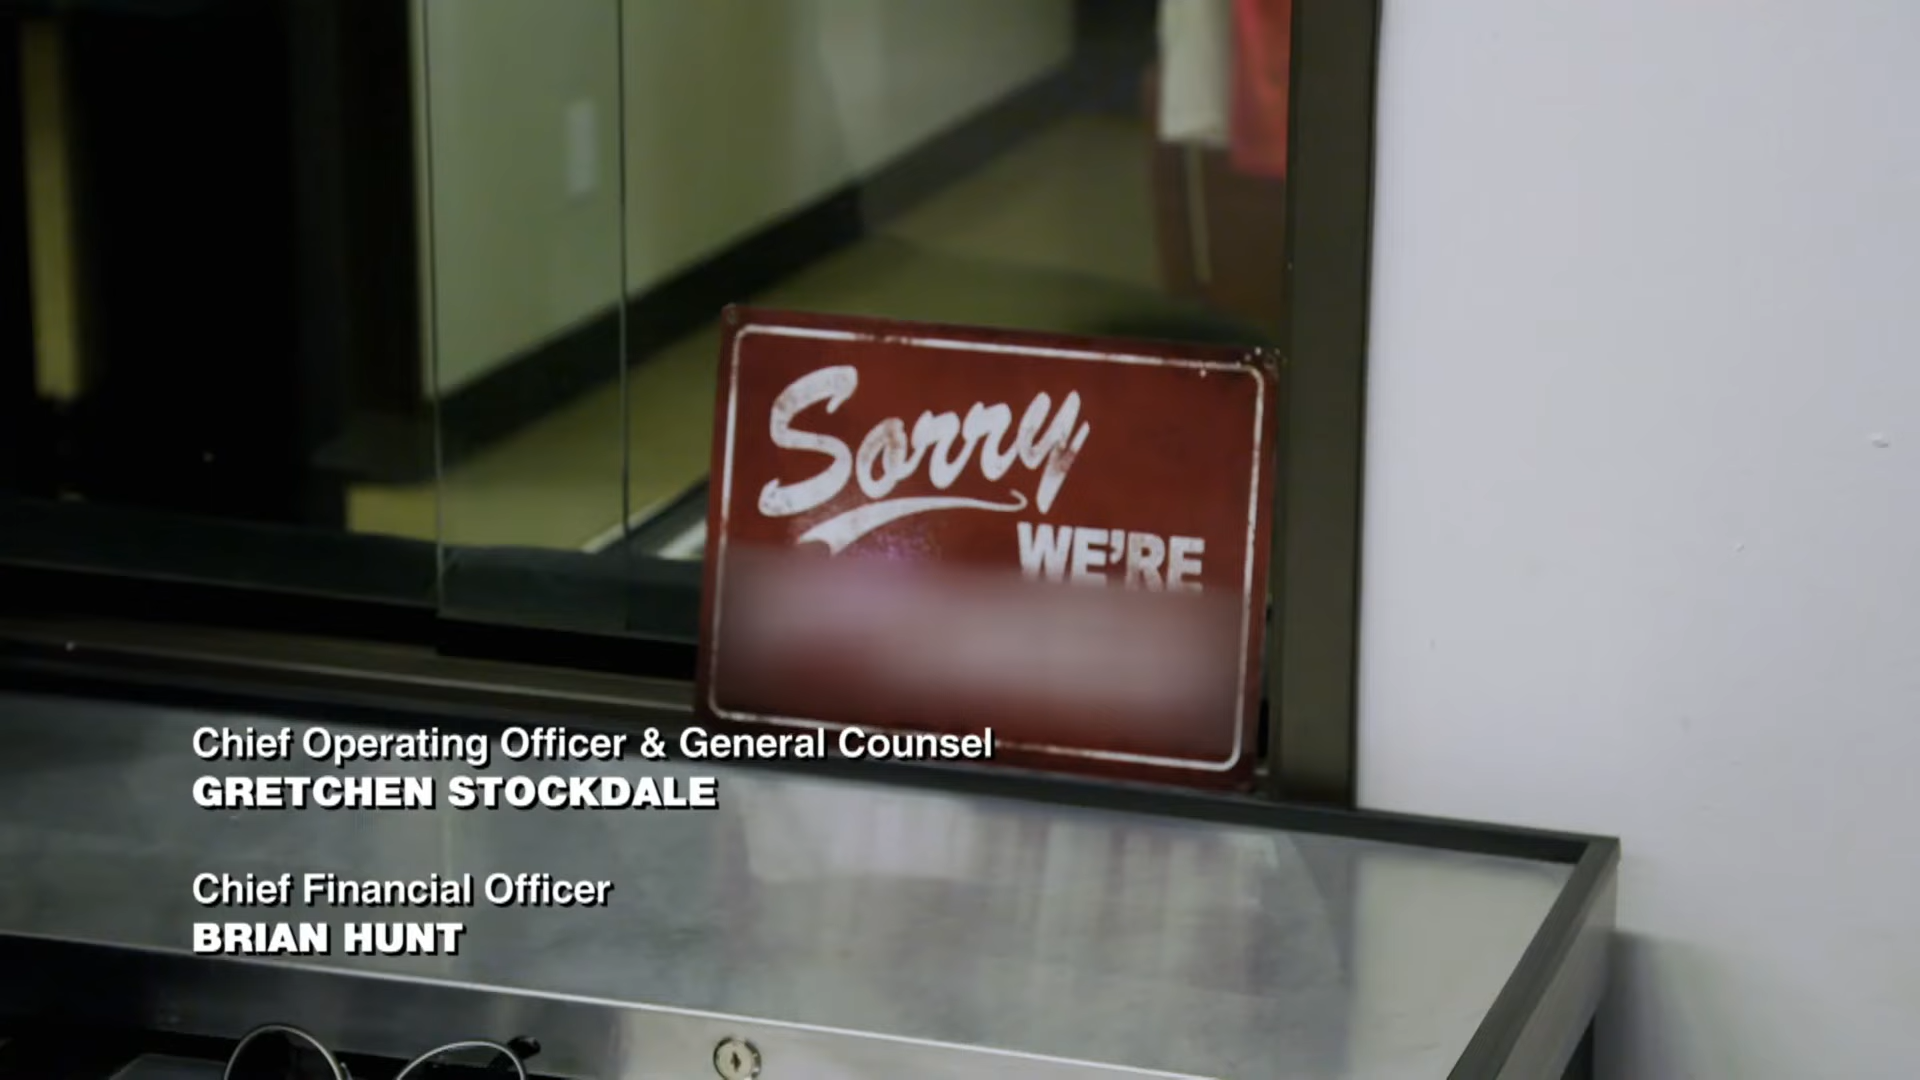 Sorry
WE'RE
Chief Operating Officer & General Counsel
GRETCHEN STOCKDALE
Chief Financial Officer
BRIAN HUNT